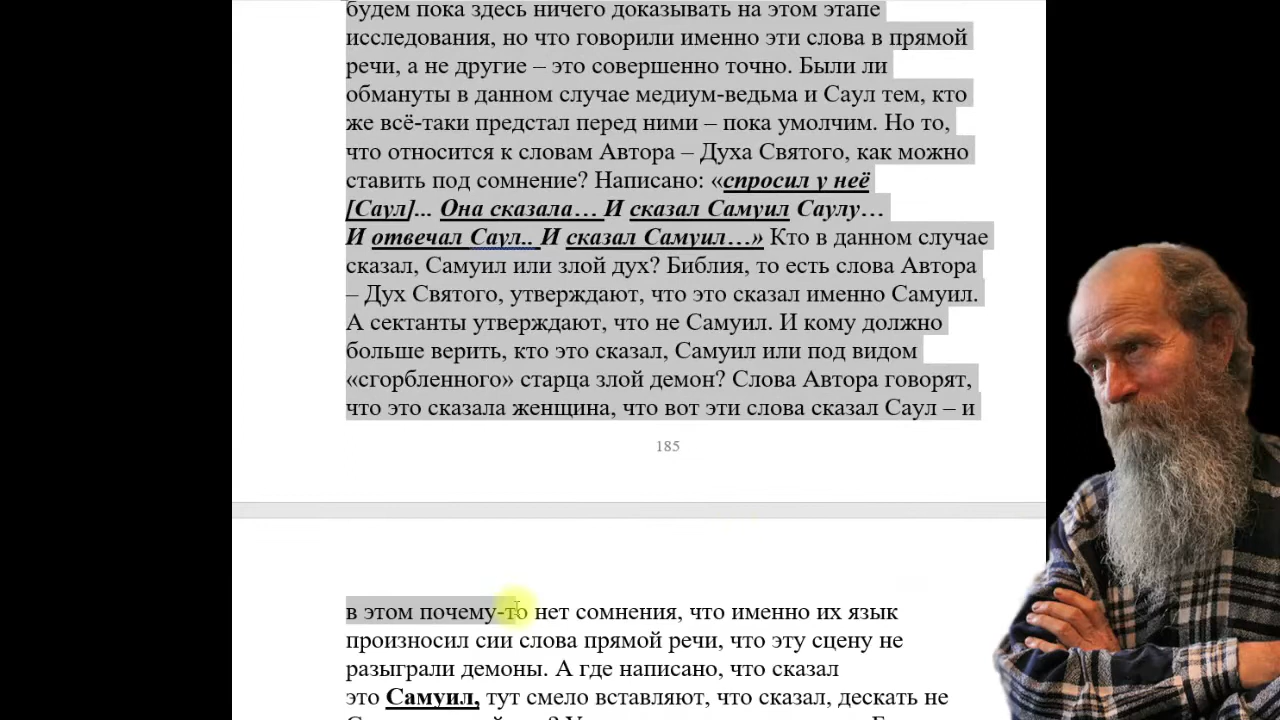 будем пока здесь ничего доказывать на этом этапе
исследования, но что говорили именно эти слова в прямой
речи, а не другие – это совершенно точно. Были ли
обмануты в данном случае медиум-ведьма и Саул тем, кто
же всё-таки предстал перед ними – пока умолчим. Но то,
что относится к словам Автора – Духа Святого, как можно
ставить под сомнение? Написано: «спросил у неё
[Саул]... Она сказала… И сказал Самуил Саулу…
И отвечал Саул.. И сказал Самуил…» Кто в данном случае
сказал, Самуил или злой дух? Библия, то есть слова Автора
– Дух Святого, утверждают, что это сказал именно Самуил.
А сектанты утверждают, что не Самуил. И кому должно
больше верить, кто это сказал, Самуил или под видом
«сгорбленного» старца злой демон? Слова Автора говорят,
что это сказала женщина, что вот эти слова сказал Саул – и
185
в этом почему-то нет сомнения, что именно их язык
произносил сии слова прямой речи, что эту сцену не
разыграли демоны. А где написано, что сказал
это Самуил, тут смело вставляют, что сказал, дескать не